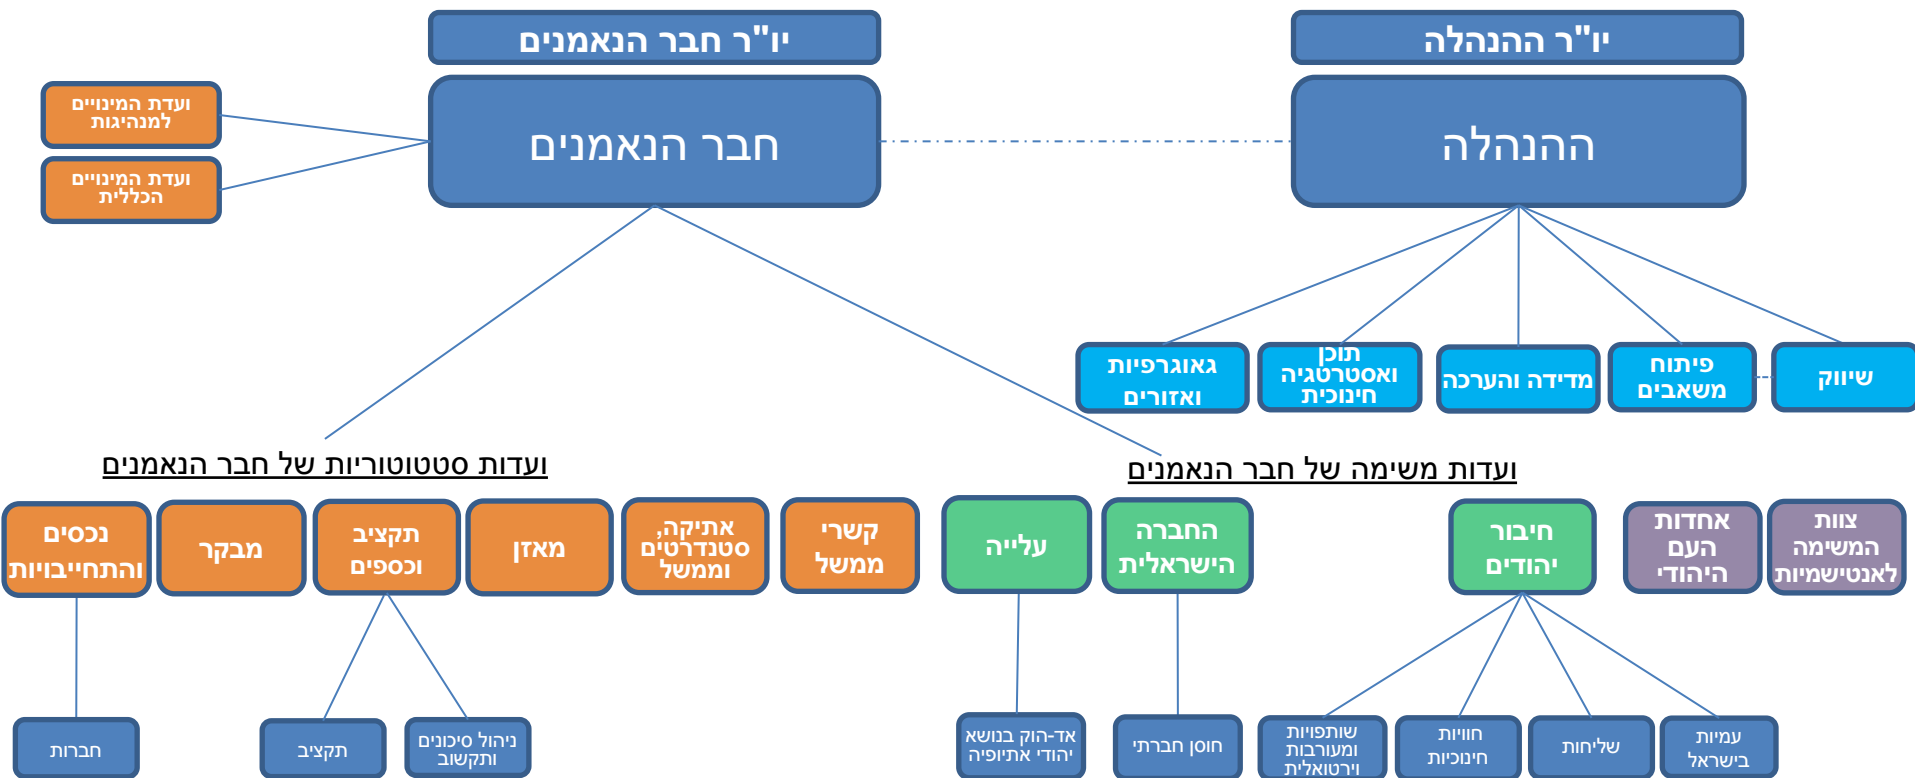 יו"ר ההנהלה
יו"ר חבר הנאמנים
ההנהלה
חבר הנאמנים
ועדת המינויים
למנהיגות
ועדת המינויים
הכללית
שיווק
פיתוח
משאבים
מדידה והערכה
תוכן
ואסטרטגיה
חינוכית
גאוגרפיות
ואזורים
ועדות משימה של חבר הנאמנים
ועדות סטטוטוריות של חבר הנאמנים
צוות
המשימה
לאנטישמיות
אחדות
העם
היהודי
חיבור
יהודים
החברה
הישראלית
עלייה
קשרי
ממשל
אתיקה,
סטנדרטים
וממשל
מאזן
תקציב
וכספים
מבקר
נכסים
והתחייבויות
עמיות
בישראל
שליחות
חוויות
חינוכיות
שותפויות
ומעורבות
וירטואלית
חוסן חברתי
אד-הוק בנושא
יהודי אתיופיה
ניהול סיכונים
ותקשוב
תקציב
חברות